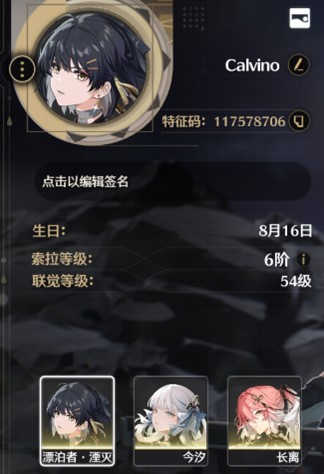 Calvino
特征码：117578706
点击以编辑签名
生日：
8月16日
索拉等级：
6阶
联觉等级：
54级
漂泊者·湮灭
今汐
长离